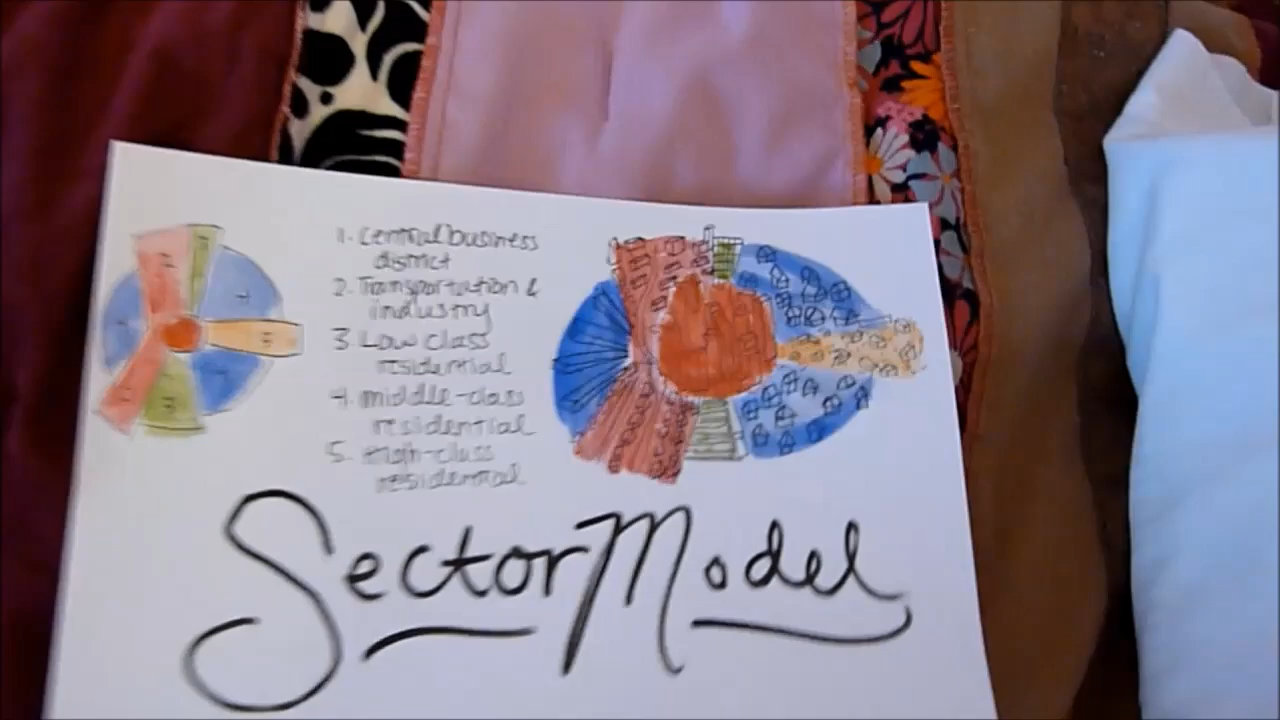 1. central business
district
2. Transportation &
industry
3. Low class
residential
4. middle-class
residential
5. high-class
residential
Sector Model